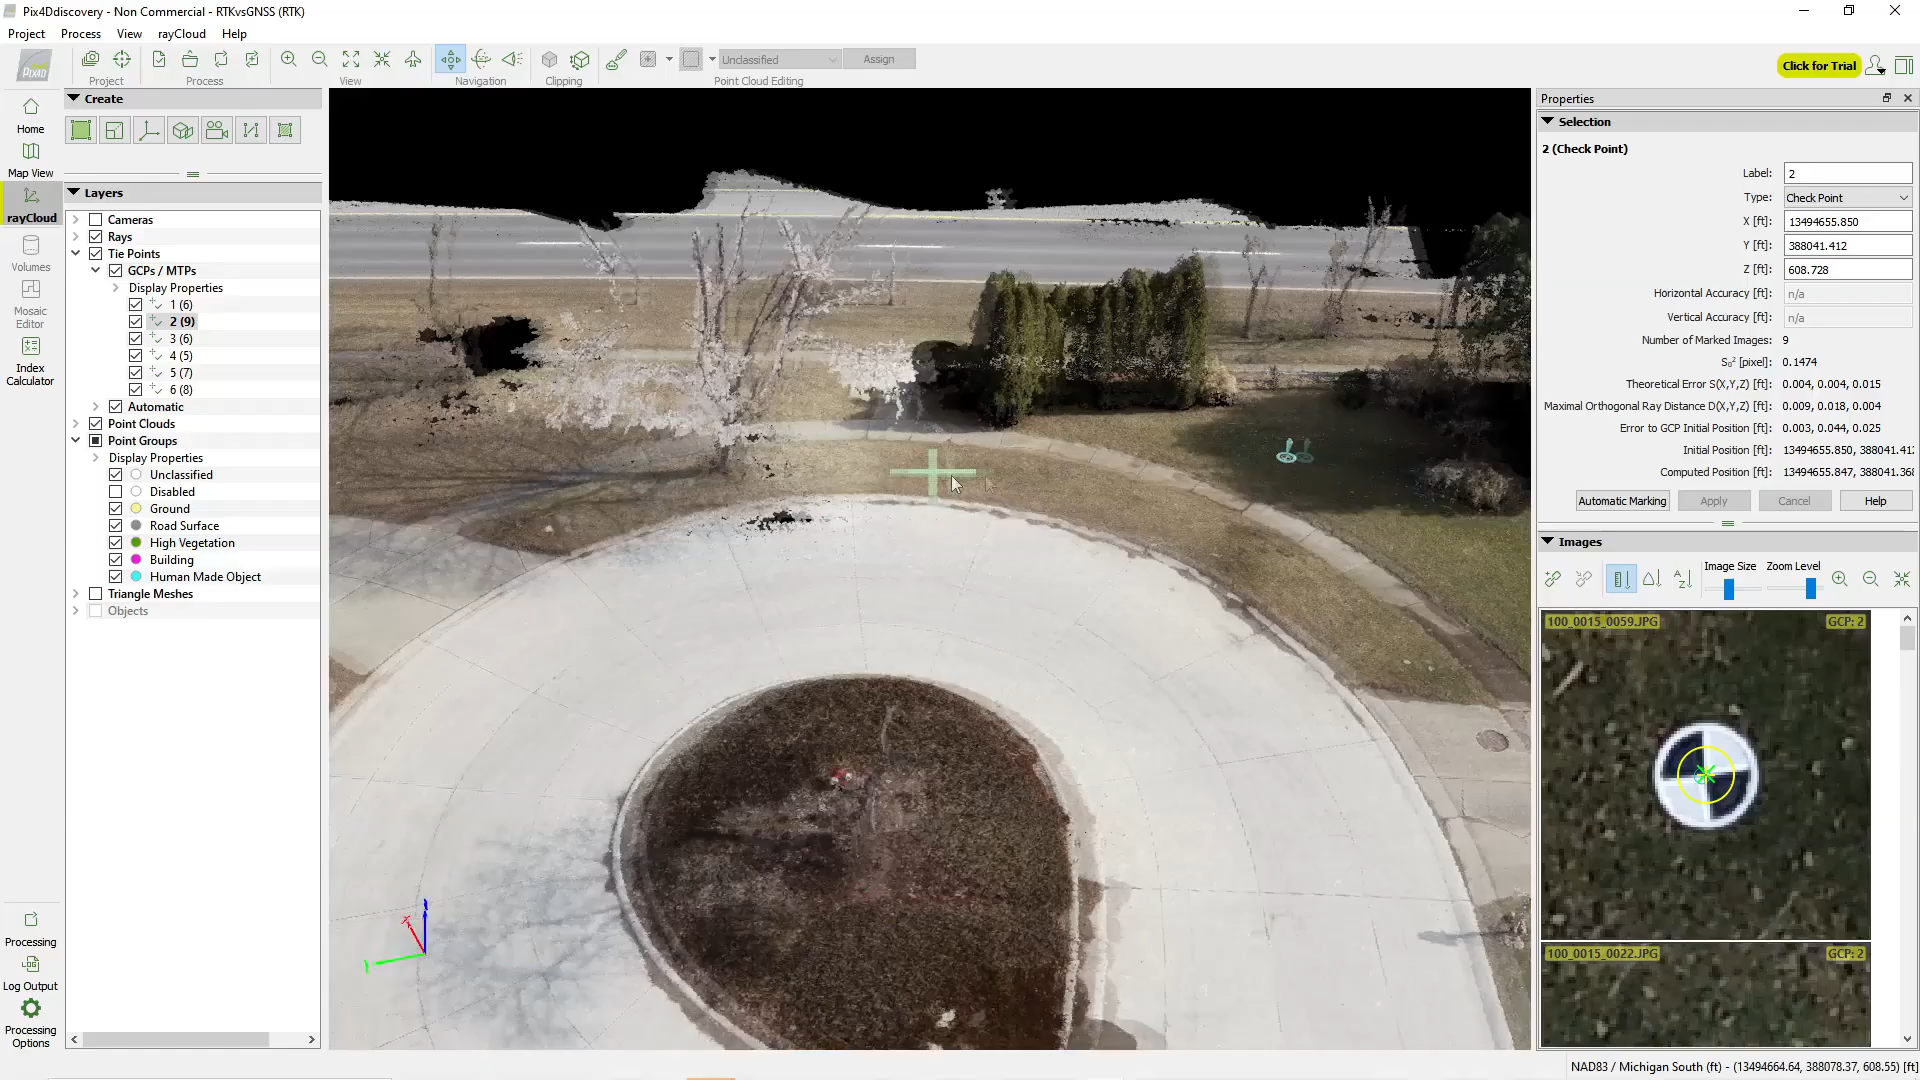 Pix4Ddiscovery - Non Commercial - RTKvsGNSS (RTK)
Project Process View rayCloud Help
PIX4D
Unclassified
Assign
Project Process View Navigation Clipping Point Cloud Editing
Click for Trial
Home
Map View
rayCloud
Volumes
Mosaic
Editor
Index
Calculator
Processing
Log Output
Processing
Options
Create
Layers
Cameras
Rays
Tie Points
GCPs / MTPs
Display Properties
1 (6)
2 (9)
3 (6)
4 (5)
5 (7)
6 (8)
Automatic
Point Clouds
Point Groups
Display Properties
Unclassified
Disabled
Ground
Road Surface
High Vegetation
Building
Human Made Object
Triangle Meshes
Objects
Properties
Selection
2 (Check Point)
Label: 2
Type: Check Point
X [ft]: 13494655.850
Y [ft]: 388041.412
Z [ft]: 608.728
Horizontal Accuracy [ft]: n/a
Vertical Accuracy [ft]: n/a
Number of Marked Images: 9
S₀² [pixel]: 0.1474
Theoretical Error S(X,Y,Z) [ft]: 0.004, 0.004, 0.015
Maximal Orthogonal Ray Distance D(X,Y,Z) [ft]: 0.009, 0.018, 0.004
Error to GCP Initial Position [ft]: 0.003, 0.044, 0.025
Initial Position [ft]: 13494655.850, 388041.412
Computed Position [ft]: 13494655.847, 388041.368
Automatic Marking Apply Cancel Help
Images
Image Size Zoom Level
100_0015_0059.JPG GCP: 2
100_0015_0022.JPG GCP: 2
NAD83 / Michigan South (ft) - (13494664.64, 388078.37, 608.55) [ft]